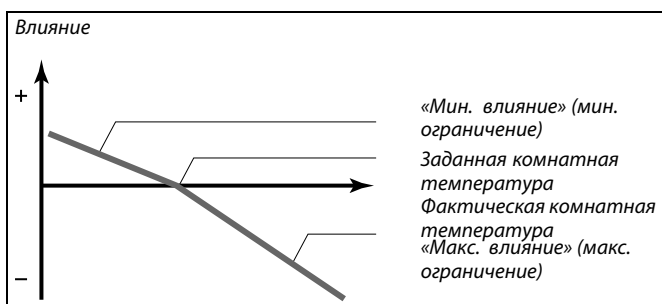 Влияние
+
«Мин. влияние» (мин.
ограничение)
Заданная комнатная
температура
Фактическая комнатная
температура
«Макс. влияние» (макс.
ограничение)
−